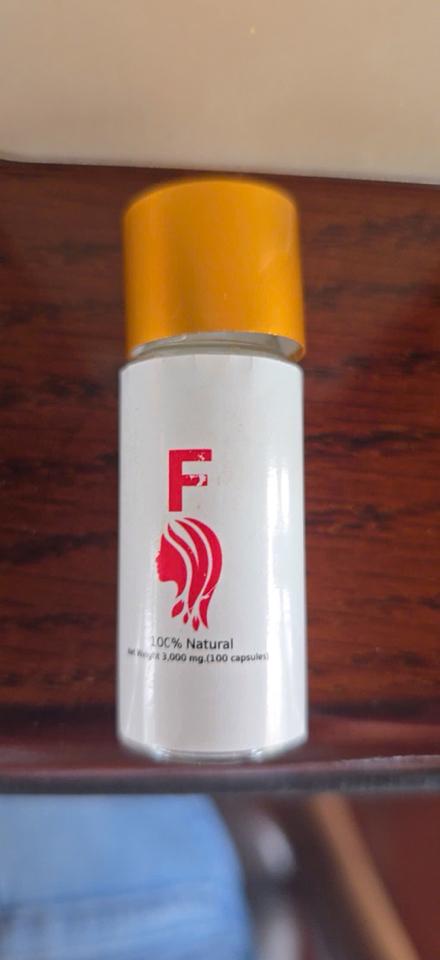 F
100% Natural
Net Weight 3,000 mg.(100 capsules)